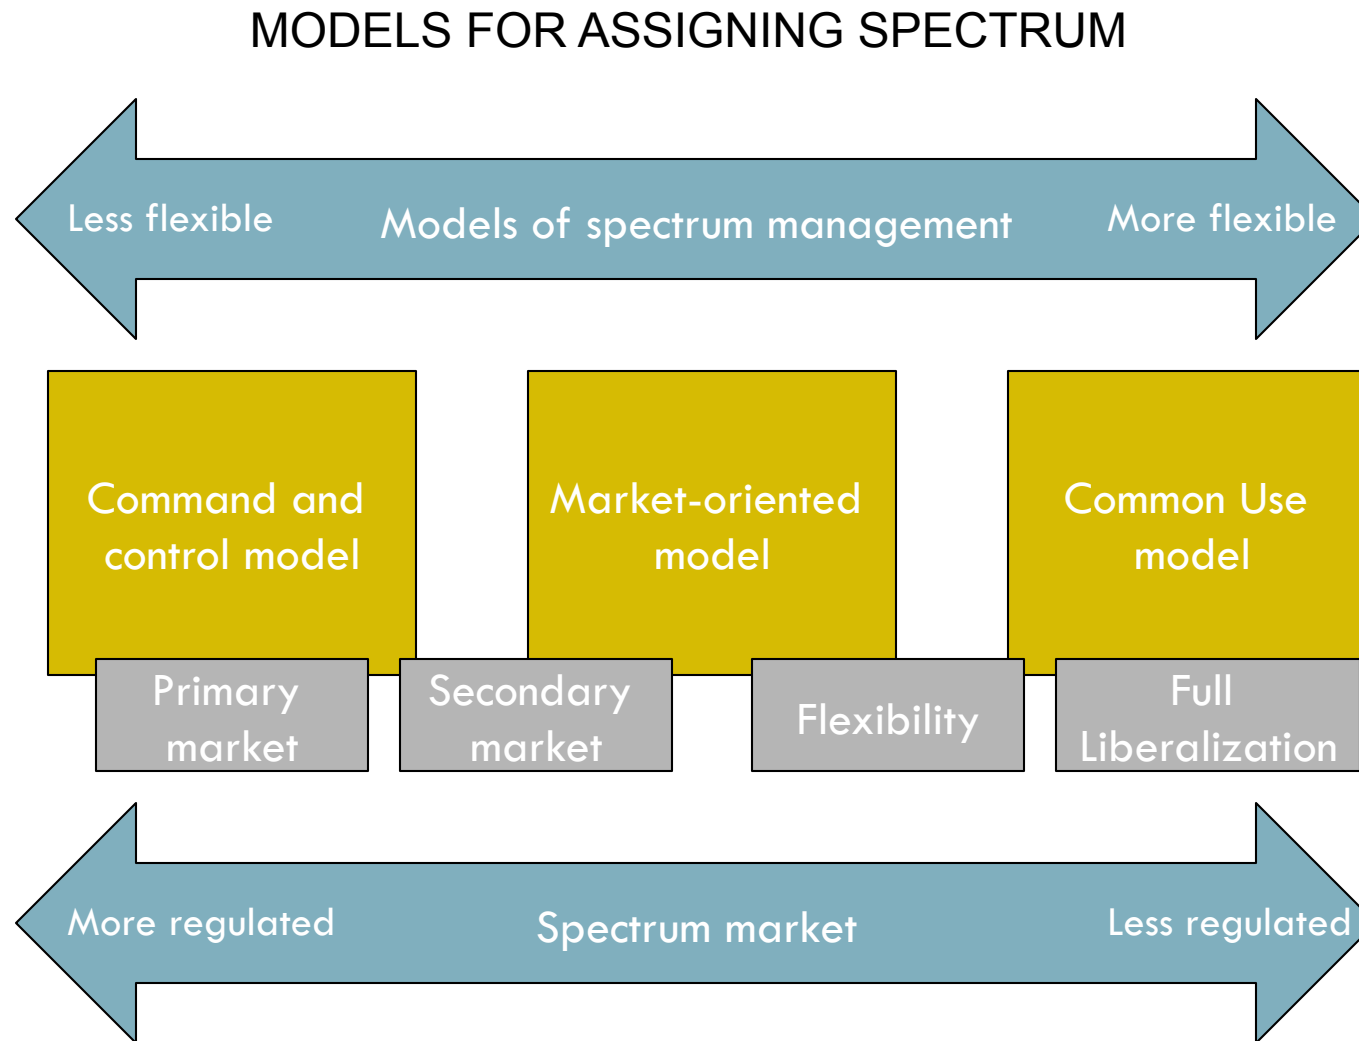 MODELS FOR ASSIGNING SPECTRUM
Less flexible
Models of spectrum management
More flexible
Command and
control model
Market-oriented
model
Common Use
model
Primary
market
Secondary
market
Flexibility
Full
Liberalization
More regulated
Spectrum market
Less regulated